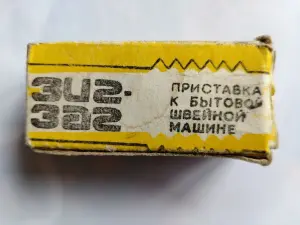 ЗИГ-
ЗАГ
ПРИСТАВКА
К БЫТОВОЙ
ШВЕЙНОЙ
МАШИНЕ